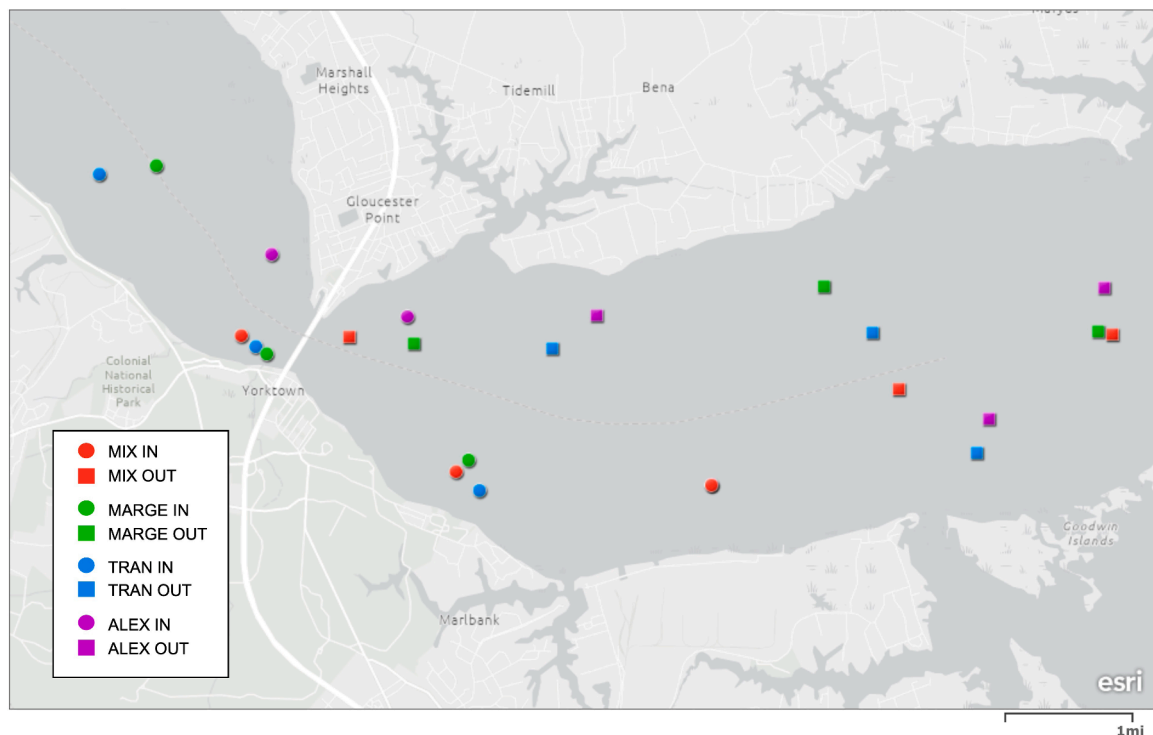 Marshall
Heights
Tidemill
Bena
Gloucester
Point
Colonial
National
Historical
Park
Yorktown
MIX IN
MIX OUT
MARGE IN
MARGE OUT
TRAN IN
TRAN OUT
ALEX IN
ALEX OUT
Goodwin
Islands
Marlbank
esri
1mi